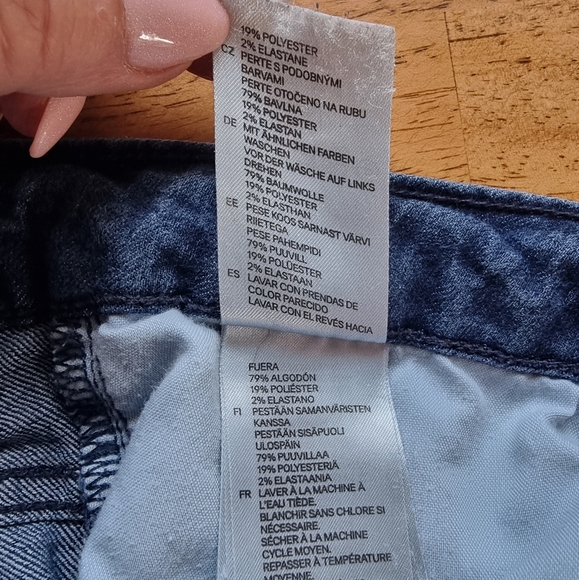 19% POLYESTER
2% ELASTANE
CZ PERTE S PODOBNÝMI
BARVAMI
PERTE OTOČENO NA RUBU
79% BAVLNA
19% POLYESTER
2% ELASTAN
DE MIT ÄHNLICHEN FARBEN
WASCHEN
VOR DER WÄSCHE AUF LINKS
DREHEN
79% BAUMWOLLE
19% POLYESTER
2% ELASTHAN
EE PESE KOOS SARNAST VÄRVI
RIIETEGA
PESE PAHEMPIDI
79% PUUVILL
19% POLÜESTER
2% ELASTAAN
ES LAVAR CON PRENDAS DE
COLOR PARECIDO
LAVAR CON EL REVÉS HACIA
FUERA
79% ALGODÓN
19% POLIÉSTER
2% ELASTANO
FI PESTÄÄN SAMANVÄRISTEN
KANSSA
PESTÄÄN SISÄPUOLI
ULOSPÄIN
79% PUUVILLAA
19% POLYESTERIÄ
2% ELASTAANIA
FR LAVER À LA MACHINE À
L'EAU TIÈDE.
BLANCHIR SANS CHLORE SI
NÉCESSAIRE.
SÉCHER À LA MACHINE
CYCLE MOYEN.
REPASSER À TEMPÉRATURE
MOYENNE.